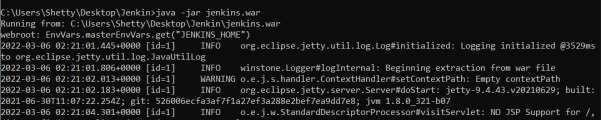 C:\Users\Shetty\Desktop\Jenkin>java -jar jenkins.war
Running from: C:\Users\Shetty\Desktop\Jenkin\jenkins.war
webroot: EnvVars.masterEnvVars.get("JENKINS_HOME")
2022-03-06 02:21:01.445+0000 [id=1] INFO org.eclipse.jetty.util.log.Log#initialized: Logging initialized @3529ms
to org.eclipse.jetty.util.log.JavaUtilLog
2022-03-06 02:21:01.806+0000 [id=1] INFO winstone.Logger#logInternal: Beginning extraction from war file
2022-03-06 02:21:02.013+0000 [id=1] WARNING o.e.j.s.handler.ContextHandler#setContextPath: Empty contextPath
2022-03-06 02:21:02.183+0000 [id=1] INFO org.eclipse.jetty.server.Server#doStart: jetty-9.4.43.v20210629; built:
2021-06-30T11:07:22.254Z; git: 526006ecfa3af7f1a27ef3a288e2bef7ea9dd7e8; jvm 1.8.0_321-b07
2022-03-06 02:21:04.301+0000 [id=1] INFO o.e.j.w.StandardDescriptorProcessor#visitServlet: NO JSP Support for /,